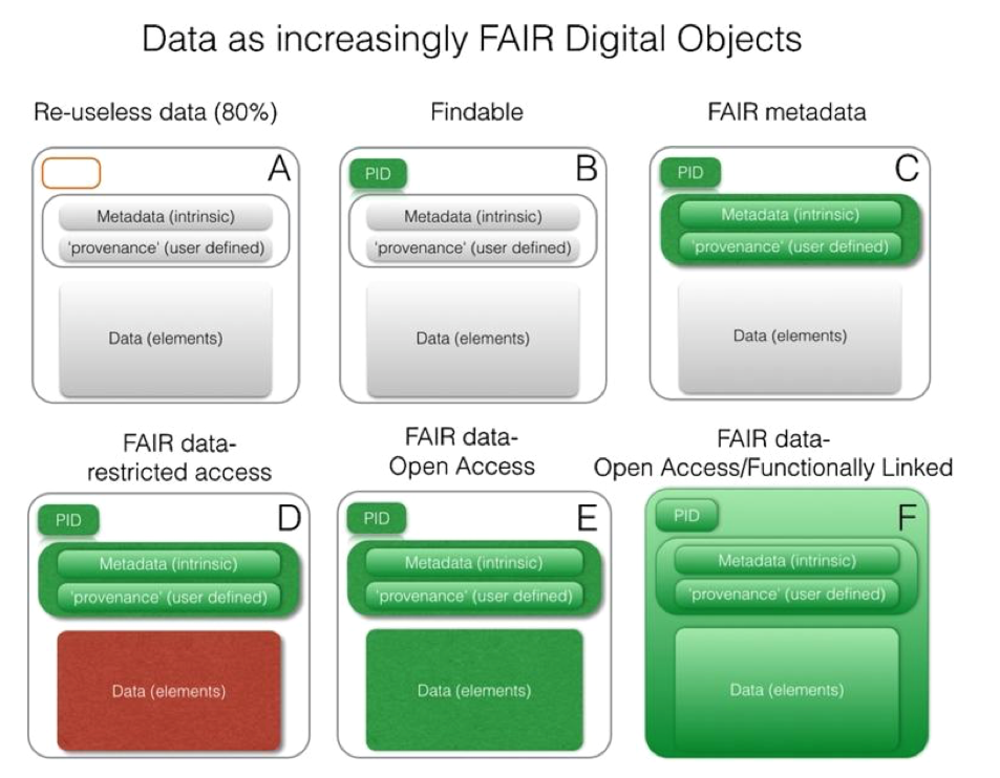 Data as increasingly FAIR Digital Objects
Re-useless data (80%)
A
Metadata (intrinsic)
'provenance' (user defined)
Data (elements)
Findable
PID
B
Metadata (intrinsic)
'provenance' (user defined)
Data (elements)
FAIR metadata
PID
C
Metadata (intrinsic)
'provenance' (user defined)
Data (elements)
FAIR data-
restricted access
PID
D
Metadata (intrinsic)
'provenance' (user defined)
Data (elements)
FAIR data-
Open Access
PID
E
Metadata (intrinsic)
'provenance' (user defined)
Data (elements)
FAIR data-
Open Access/Functionally Linked
PID
F
Metadata (intrinsic)
'provenance' (user defined)
Data (elements)